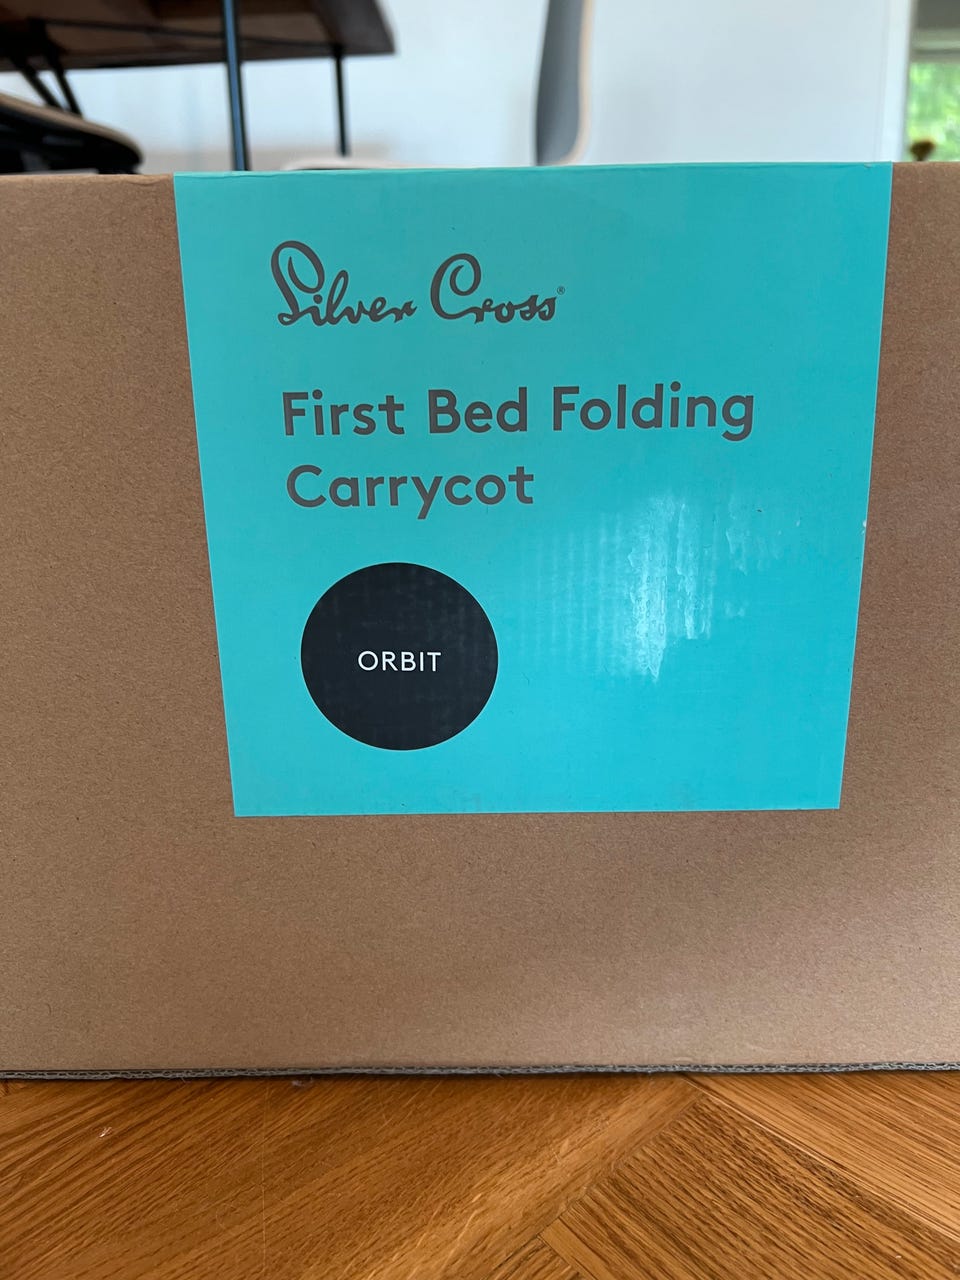 Silver Cross®
First Bed Folding
Carrycot
ORBIT